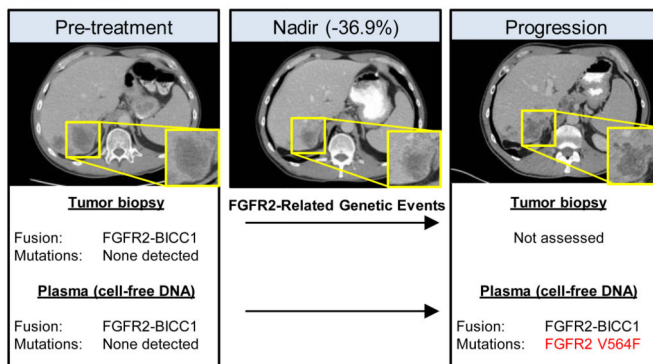 Pre-treatment
Nadir (-36.9%)
Progression
Tumor biopsy
Fusion: FGFR2-BICC1
Mutations: None detected
Plasma (cell-free DNA)
Fusion: FGFR2-BICC1
Mutations: None detected
FGFR2-Related Genetic Events
Tumor biopsy
Not assessed
Plasma (cell-free DNA)
Fusion: FGFR2-BICC1
Mutations: FGFR2 V564F